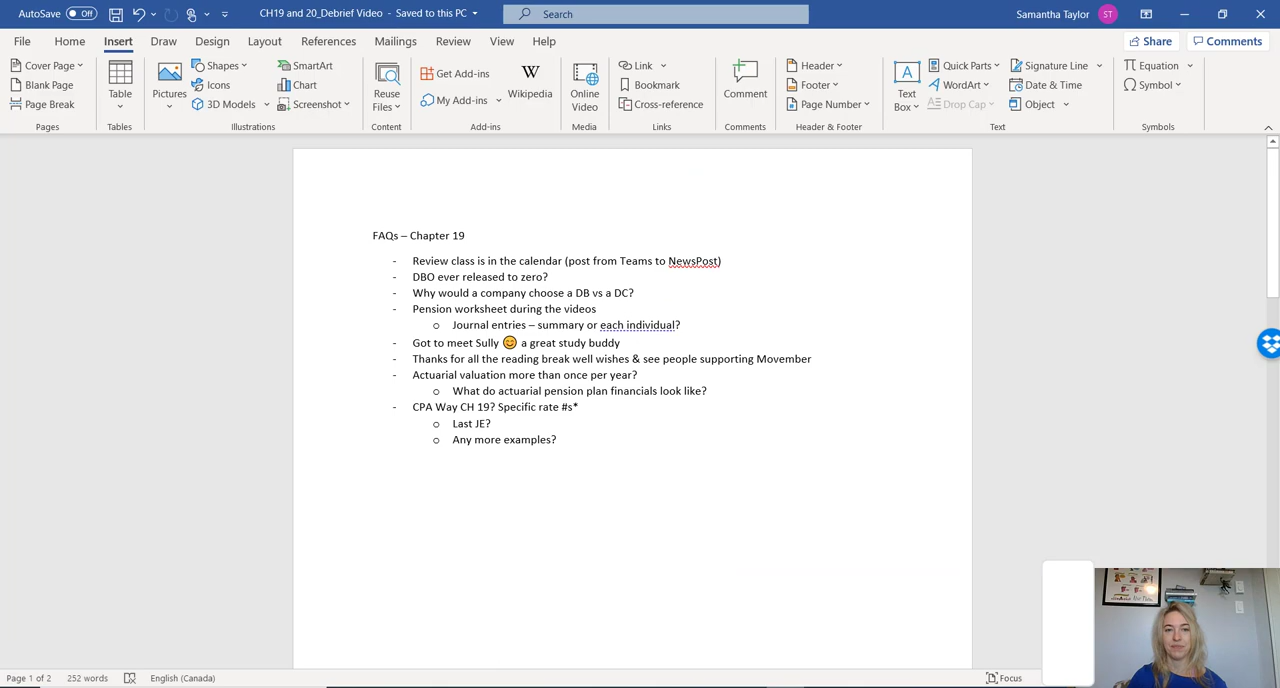 AutoSave Off CH19 and 20_Debrief Video - Saved to this PC Search Samantha Taylor ST
File Home Insert Draw Design Layout References Mailings Review View Help Share Comments
Cover Page
Blank Page
Page Break
Pages
Table
Tables
Pictures
Shapes
Icons
3D Models
SmartArt
Chart
Screenshot
Illustrations
Reuse
Files
Content
Get Add-ins
My Add-ins
W
Wikipedia
Add-ins
Online
Video
Media
Link
Bookmark
Cross-reference
Links
Comment
Comments
Header
Footer
Page Number
Header & Footer
A
Text
Box
Quick Parts
WordArt
Drop Cap
Signature Line
Date & Time
Object
Text
Equation
Symbol
Symbols
FAQs – Chapter 19
- Review class is in the calendar (post from Teams to NewsPost)
- DBO ever released to zero?
- Why would a company choose a DB vs a DC?
- Pension worksheet during the videos
o Journal entries – summary or each individual?
- Got to meet Sully 😊 a great study buddy
- Thanks for all the reading break well wishes & see people supporting Movember
- Actuarial valuation more than once per year?
o What do actuarial pension plan financials look like?
- CPA Way CH 19? Specific rate #s*
o Last JE?
o Any more examples?
Page 1 of 2 252 words English (Canada) Focus